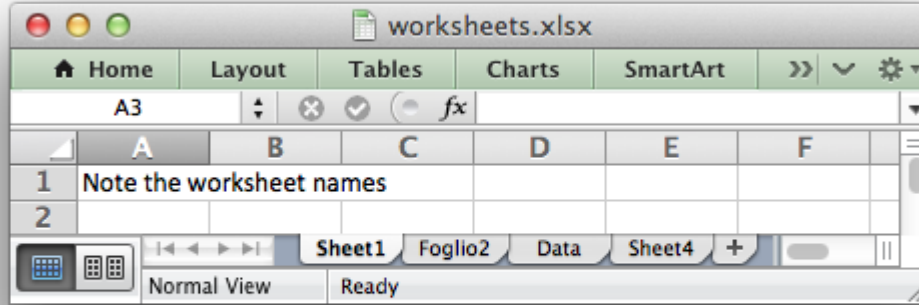 worksheets.xlsx
Home Layout Tables Charts SmartArt
A3 fx
A B C D E F
1 Note the worksheet names
2
Sheet1 Foglio2 Data Sheet4 +
Normal View Ready